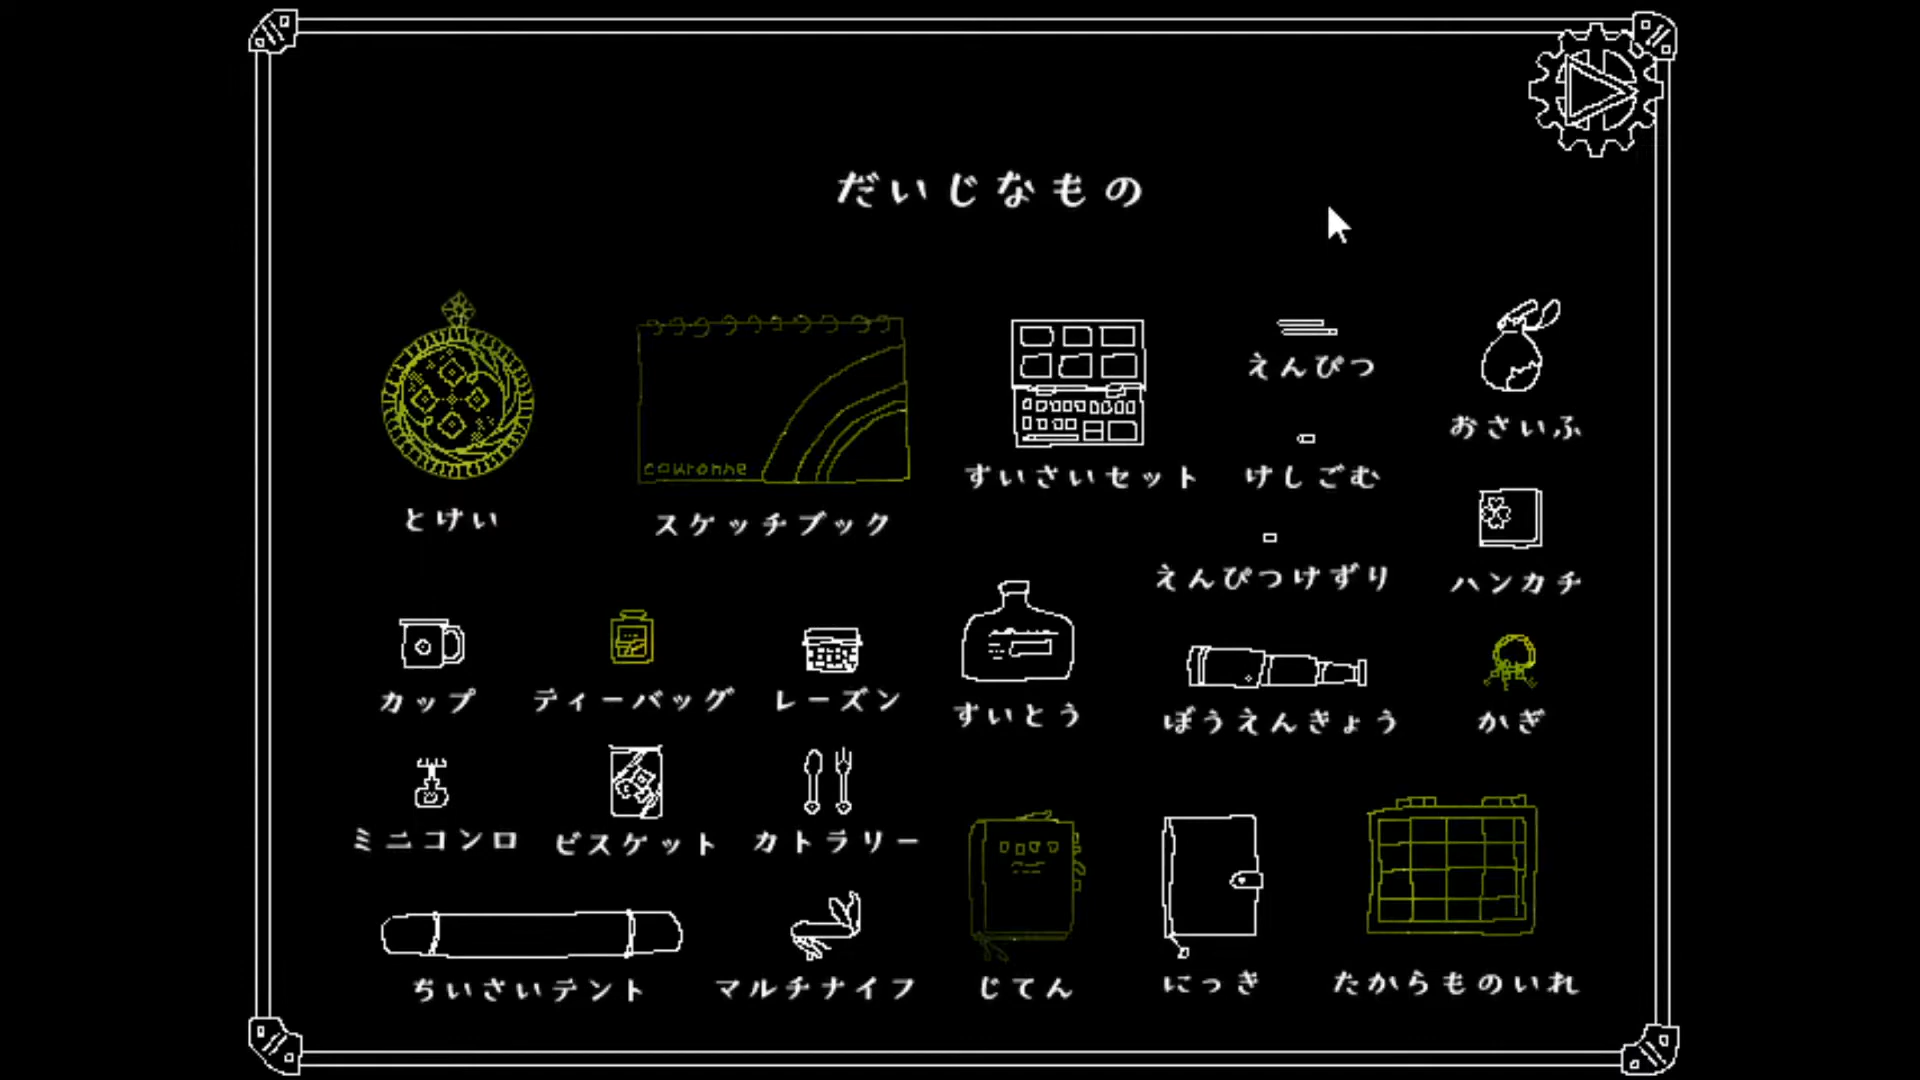 だいじなもの
とけい
couronne
スケッチブック
すいさいセット
えんぴつ
けしごむ
えんぴつけずり
おさいふ
ハンカチ
カップ
ティーバッグ
レーズン
すいとう
ぼうえんきょう
かぎ
ミニコンロ
ビスケット
カトラリー
ちいさいテント
マルチナイフ
じてん
にっき
たからものいれ